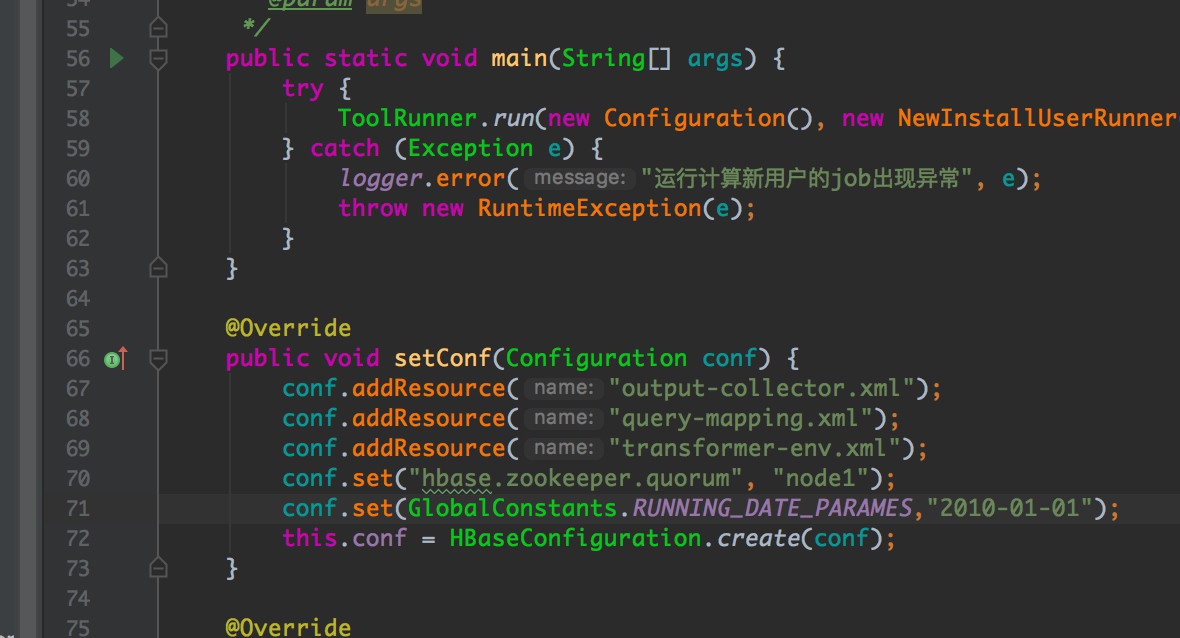 54 @param args
55 */
56 public static void main(String[] args) {
57 try {
58 ToolRunner.run(new Configuration(), new NewInstallUserRunner
59 } catch (Exception e) {
60 logger.error( message: "运行计算新用户的job出现异常", e);
61 throw new RuntimeException(e);
62 }
63 }
64
65 @Override
66 public void setConf(Configuration conf) {
67 conf.addResource( name: "output-collector.xml");
68 conf.addResource( name: "query-mapping.xml");
69 conf.addResource( name: "transformer-env.xml");
70 conf.set("hbase.zookeeper.quorum", "node1");
71 conf.set(GlobalConstants.RUNNING_DATE_PARAMES,"2010-01-01");
72 this.conf = HBaseConfiguration.create(conf);
73 }
74
75 @Override